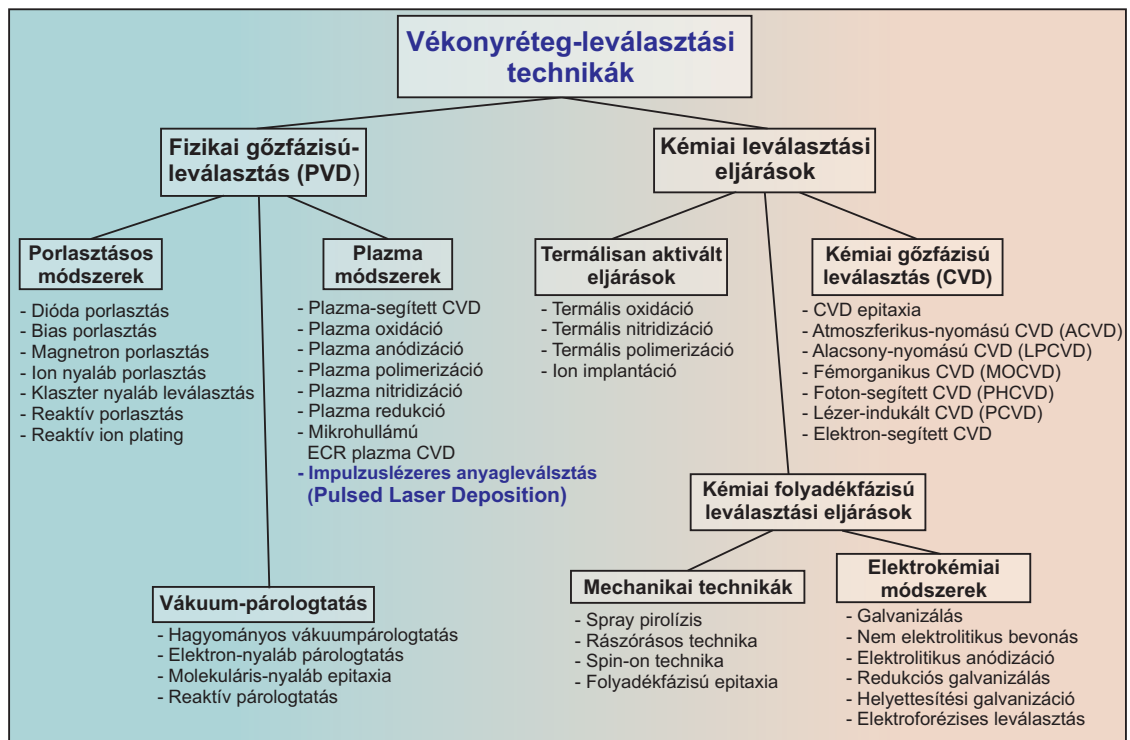 Vékonyréteg-leválasztási
technikák
Fizikai gőzfázisú-
leválasztás (PVD)
Kémiai leválasztási
eljárások
Porlasztásos
módszerek
- Dióda porlasztás
- Bias porlasztás
- Magnetron porlasztás
- Ion nyaláb porlasztás
- Klaszter nyaláb leválasztás
- Reaktív porlasztás
- Reaktív ion plating
Plazma
módszerek
- Plazma-segített CVD
- Plazma oxidáció
- Plazma anódizáció
- Plazma polimerizáció
- Plazma nitridizáció
- Plazma redukció
- Mikrohullámú
ECR plazma CVD
- Impulzuslézeres anyagleválsztás
(Pulsed Laser Deposition)
Termálisan aktivált
eljárások
- Termális oxidáció
- Termális nitridizáció
- Termális polimerizáció
- Ion implantáció
Kémiai gőzfázisú
leválasztás (CVD)
- CVD epitaxia
- Atmoszferikus-nyomású CVD (ACVD)
- Alacsony-nyomású CVD (LPCVD)
- Fémorganikus CVD (MOCVD)
- Foton-segített CVD (PHCVD)
- Lézer-indukált CVD (PCVD)
- Elektron-segített CVD
Kémiai folyadékfázisú
leválasztási eljárások
Vákuum-párologtatás
- Hagyományos vákuumpárologtatás
- Elektron-nyaláb párologtatás
- Molekuláris-nyaláb epitaxia
- Reaktív párologtatás
Mechanikai technikák
- Spray pirolízis
- Rászórásos technika
- Spin-on technika
- Folyadékfázisú epitaxia
Elektrokémiai
módszerek
- Galvanizálás
- Nem elektrolitikus bevonás
- Elektrolitikus anódizáció
- Redukciós galvanizálás
- Helyettesítési galvanizáció
- Elektroforézises leválasztás